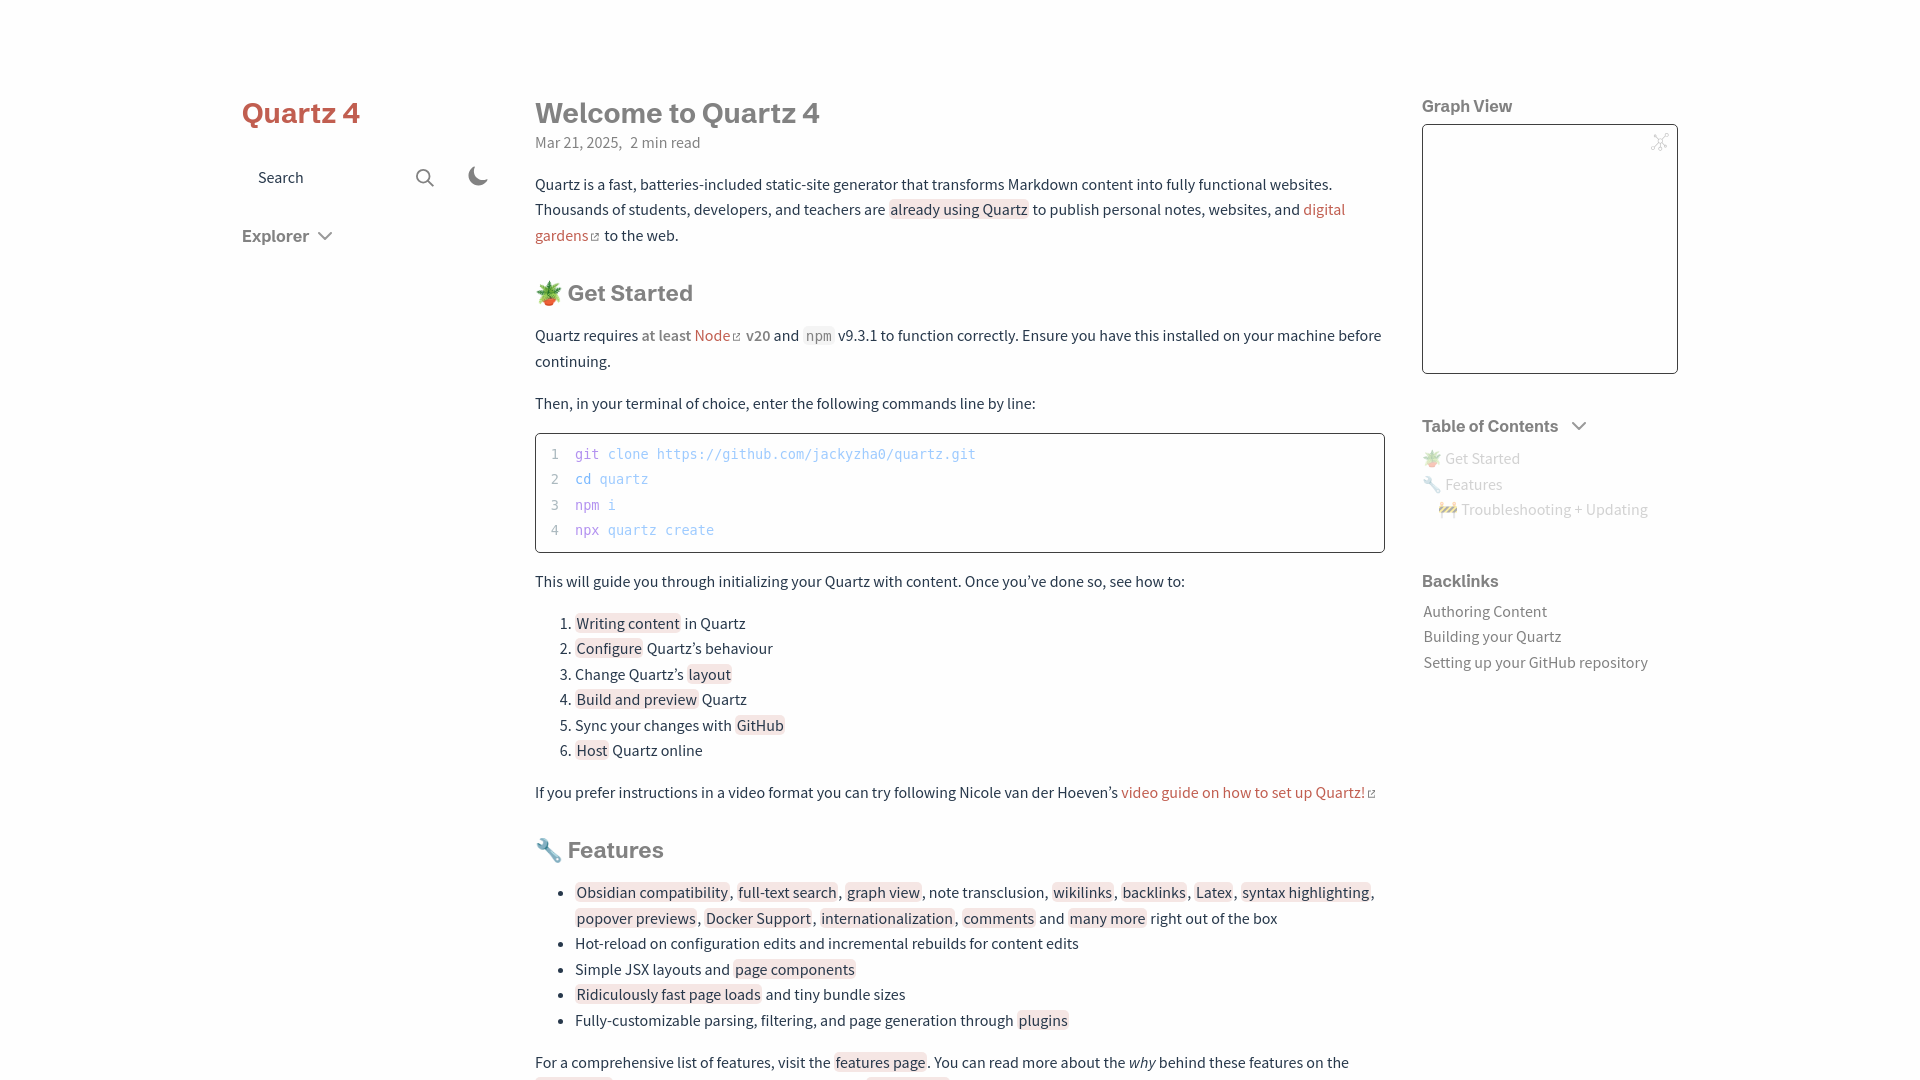 Quartz 4
Search
Explorer
Welcome to Quartz 4
Mar 21, 2025, 2 min read
Quartz is a fast, batteries-included static-site generator that transforms Markdown content into fully functional websites.
Thousands of students, developers, and teachers are already using Quartz to publish personal notes, websites, and digital
gardens to the web.
🪴 Get Started
Quartz requires at least Node v20 and npm v9.3.1 to function correctly. Ensure you have this installed on your machine before
continuing.
Then, in your terminal of choice, enter the following commands line by line:
1 git clone https://github.com/jackyzha0/quartz.git
2 cd quartz
3 npm i
4 npx quartz create
This will guide you through initializing your Quartz with content. Once you’ve done so, see how to:
1. Writing content in Quartz
2. Configure Quartz’s behaviour
3. Change Quartz’s layout
4. Build and preview Quartz
5. Sync your changes with GitHub
6. Host Quartz online
If you prefer instructions in a video format you can try following Nicole van der Hoeven’s video guide on how to set up Quartz!
🔧 Features
• Obsidian compatibility, full-text search, graph view, note transclusion, wikilinks, backlinks, Latex, syntax highlighting,
popover previews, Docker Support, internationalization, comments and many more right out of the box
• Hot-reload on configuration edits and incremental rebuilds for content edits
• Simple JSX layouts and page components
• Ridiculously fast page loads and tiny bundle sizes
• Fully-customizable parsing, filtering, and page generation through plugins
For a comprehensive list of features, visit the features page. You can read more about the why behind these features on the
Graph View
Table of Contents
🪴 Get Started
🔧 Features
🚧 Troubleshooting + Updating
Backlinks
Authoring Content
Building your Quartz
Setting up your GitHub repository